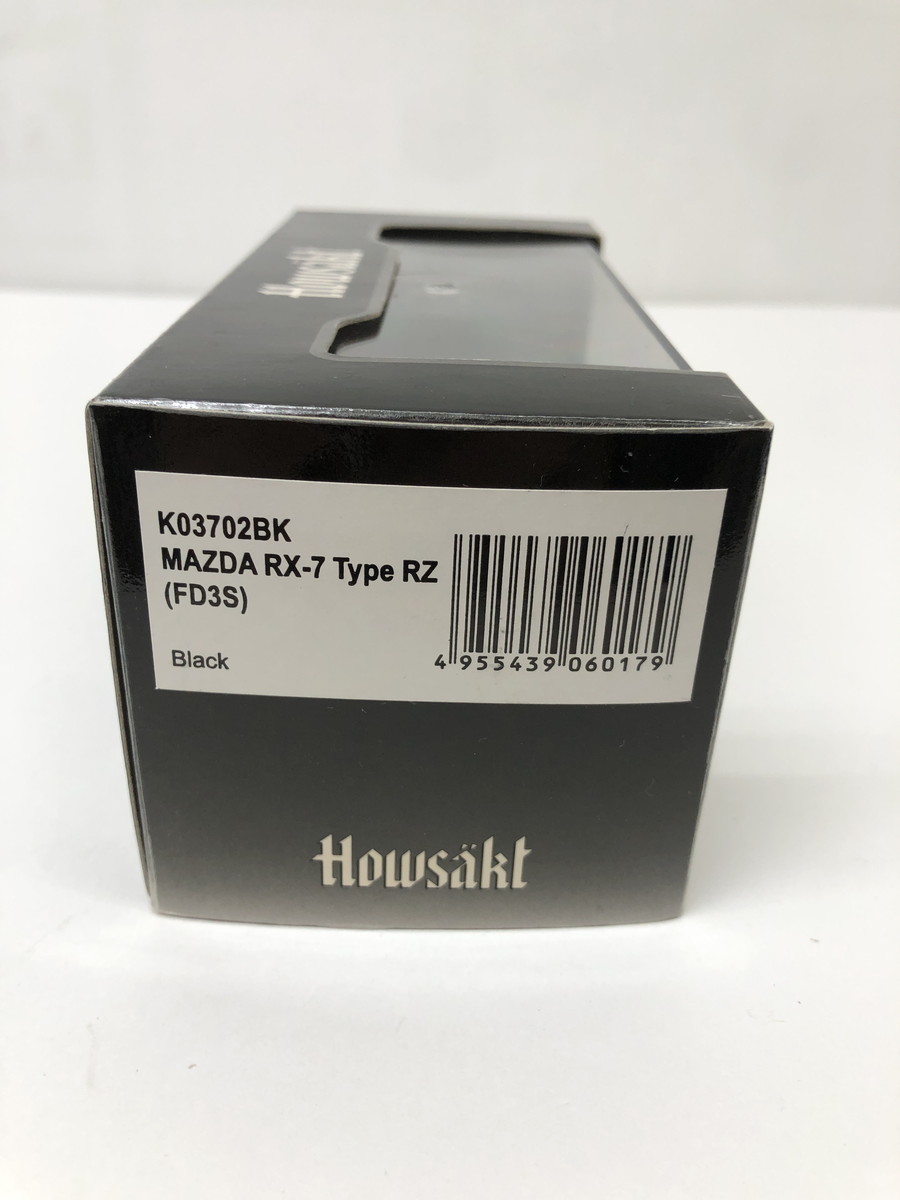 Howsäkt
K03702BK
MAZDA RX-7 Type RZ
(FD3S)
Black
4 955439 060179
Howsäkt